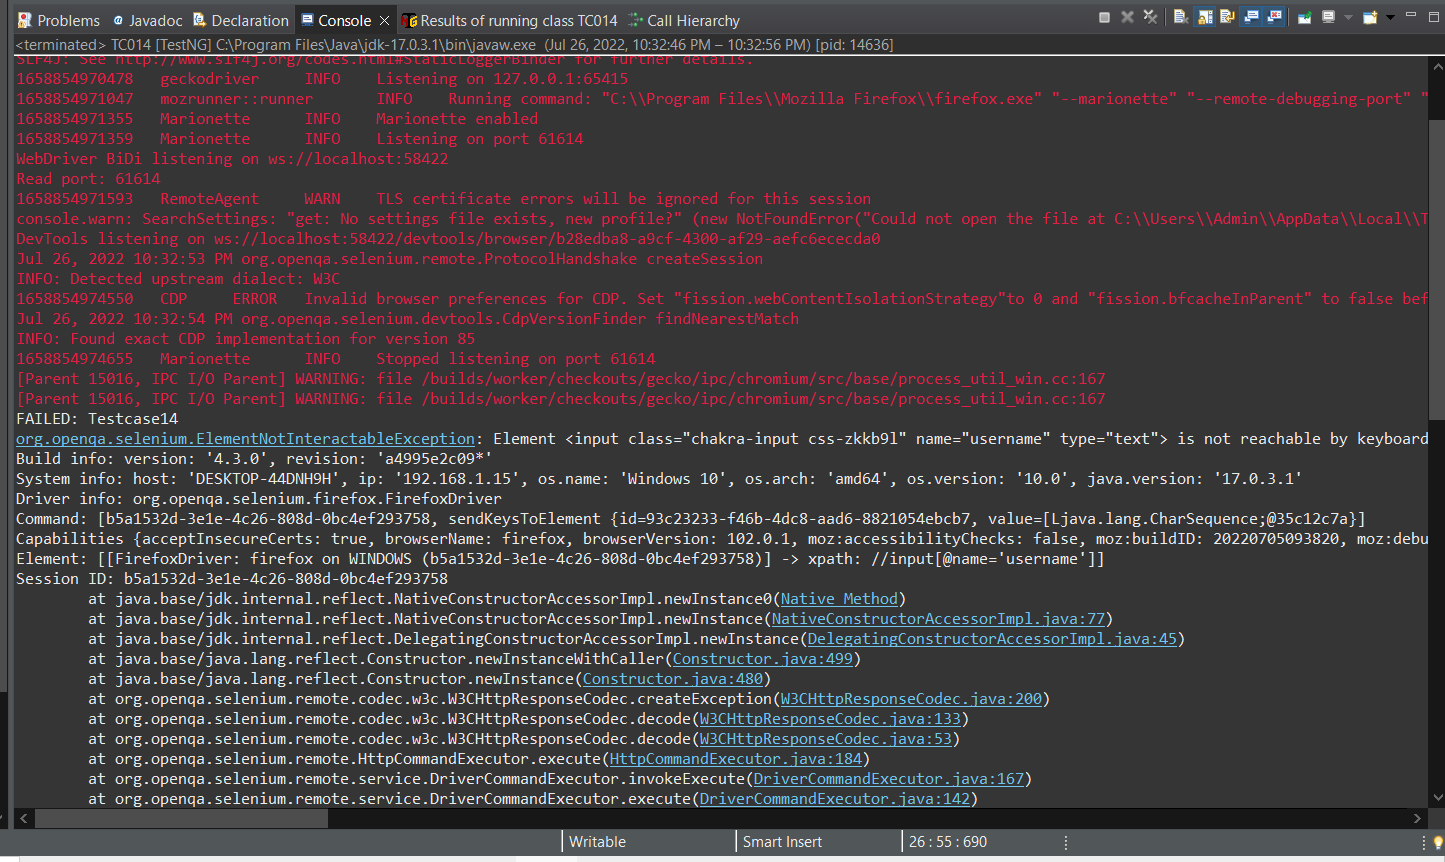 Problems Javadoc Declaration Console Results of running class TC014 Call Hierarchy
<terminated> TC014 [TestNG] C:\Program Files\Java\jdk-17.0.3.1\bin\javaw.exe (Jul 26, 2022, 10:32:46 PM – 10:32:56 PM) [pid: 14636]
SLF4J: See http://www.slf4j.org/codes.html#StaticLoggerBinder for further details.
1658854970478 geckodriver INFO Listening on 127.0.0.1:65415
1658854971047 mozrunner::runner INFO Running command: "C:\\Program Files\\Mozilla Firefox\\firefox.exe" "--marionette" "--remote-debugging-port" "
1658854971355 Marionette INFO Marionette enabled
1658854971359 Marionette INFO Listening on port 61614
WebDriver BiDi listening on ws://localhost:58422
Read port: 61614
1658854971593 RemoteAgent WARN TLS certificate errors will be ignored for this session
console.warn: SearchSettings: "get: No settings file exists, new profile?" (new NotFoundError("Could not open the file at C:\\Users\\Admin\\AppData\\Local\\T
DevTools listening on ws://localhost:58422/devtools/browser/b28edba8-a9cf-4300-af29-aefc6ececda0
Jul 26, 2022 10:32:53 PM org.openqa.selenium.remote.ProtocolHandshake createSession
INFO: Detected upstream dialect: W3C
1658854974550 CDP ERROR Invalid browser preferences for CDP. Set "fission.webContentIsolationStrategy"to 0 and "fission.bfcacheInParent" to false bef
Jul 26, 2022 10:32:54 PM org.openqa.selenium.devtools.CdpVersionFinder findNearestMatch
INFO: Found exact CDP implementation for version 85
1658854974655 Marionette INFO Stopped listening on port 61614
[Parent 15016, IPC I/O Parent] WARNING: file /builds/worker/checkouts/gecko/ipc/chromium/src/base/process_util_win.cc:167
[Parent 15016, IPC I/O Parent] WARNING: file /builds/worker/checkouts/gecko/ipc/chromium/src/base/process_util_win.cc:167
FAILED: Testcase14
org.openqa.selenium.ElementNotInteractableException: Element <input class="chakra-input css-zkkb9l" name="username" type="text"> is not reachable by keyboard
Build info: version: '4.3.0', revision: 'a4995e2c09*'
System info: host: 'DESKTOP-44DNH9H', ip: '192.168.1.15', os.name: 'Windows 10', os.arch: 'amd64', os.version: '10.0', java.version: '17.0.3.1'
Driver info: org.openqa.selenium.firefox.FirefoxDriver
Command: [b5a1532d-3e1e-4c26-808d-0bc4ef293758, sendKeysToElement {id=93c23233-f46b-4dc8-aad6-8821054ebcb7, value=[Ljava.lang.CharSequence;@35c12c7a}]
Capabilities {acceptInsecureCerts: true, browserName: firefox, browserVersion: 102.0.1, moz:accessibilityChecks: false, moz:buildID: 20220705093820, moz:debu
Element: [[FirefoxDriver: firefox on WINDOWS (b5a1532d-3e1e-4c26-808d-0bc4ef293758)] -> xpath: //input[@name='username']]
Session ID: b5a1532d-3e1e-4c26-808d-0bc4ef293758
at java.base/jdk.internal.reflect.NativeConstructorAccessorImpl.newInstance0(Native Method)
at java.base/jdk.internal.reflect.NativeConstructorAccessorImpl.newInstance(NativeConstructorAccessorImpl.java:77)
at java.base/jdk.internal.reflect.DelegatingConstructorAccessorImpl.newInstance(DelegatingConstructorAccessorImpl.java:45)
at java.base/java.lang.reflect.Constructor.newInstanceWithCaller(Constructor.java:499)
at java.base/java.lang.reflect.Constructor.newInstance(Constructor.java:480)
at org.openqa.selenium.remote.codec.w3c.W3CHttpResponseCodec.createException(W3CHttpResponseCodec.java:200)
at org.openqa.selenium.remote.codec.w3c.W3CHttpResponseCodec.decode(W3CHttpResponseCodec.java:133)
at org.openqa.selenium.remote.codec.w3c.W3CHttpResponseCodec.decode(W3CHttpResponseCodec.java:53)
at org.openqa.selenium.remote.HttpCommandExecutor.execute(HttpCommandExecutor.java:184)
at org.openqa.selenium.remote.service.DriverCommandExecutor.invokeExecute(DriverCommandExecutor.java:167)
at org.openqa.selenium.remote.service.DriverCommandExecutor.execute(DriverCommandExecutor.java:142)
Writable Smart Insert 26 : 55 : 690